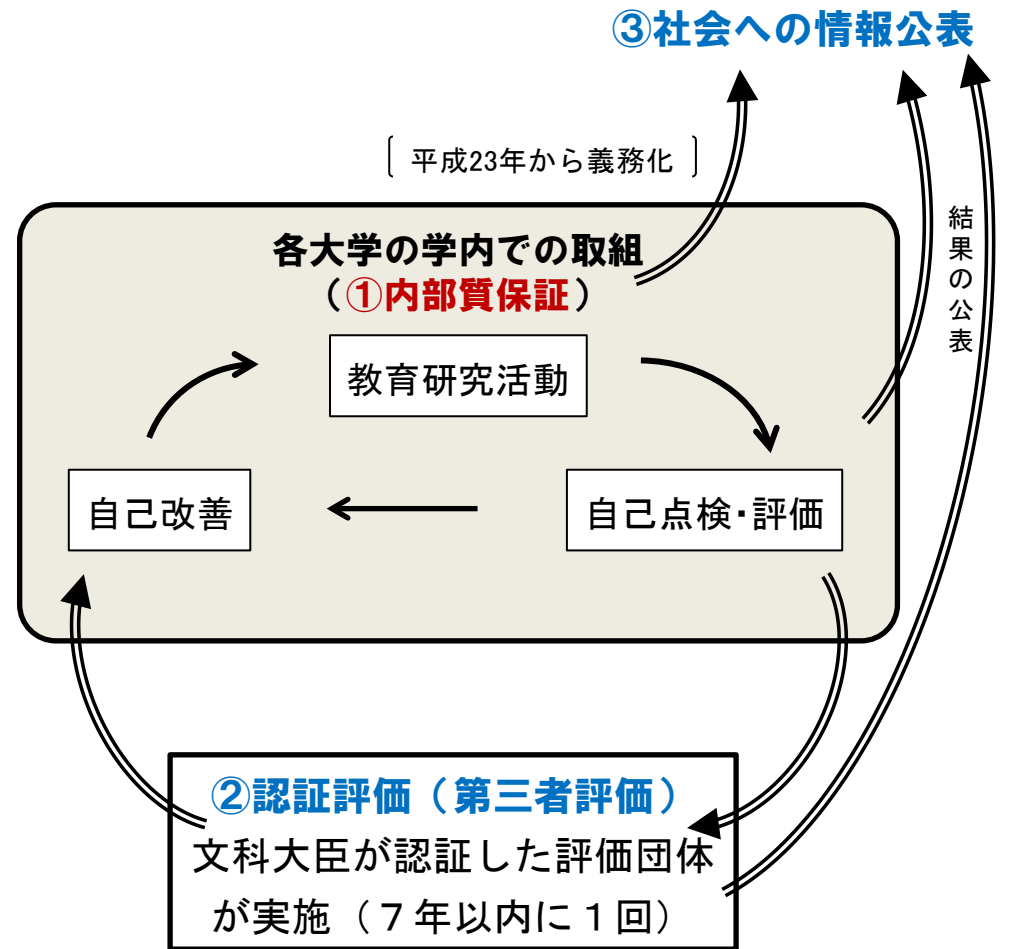 ③社会への情報公表
〔 平成23年から義務化 〕
結果の公表
各大学の学内での取組
（①内部質保証）
教育研究活動
自己改善
自己点検・評価
②認証評価（第三者評価）
文科大臣が認証した評価団体
が実施（７年以内に１回）